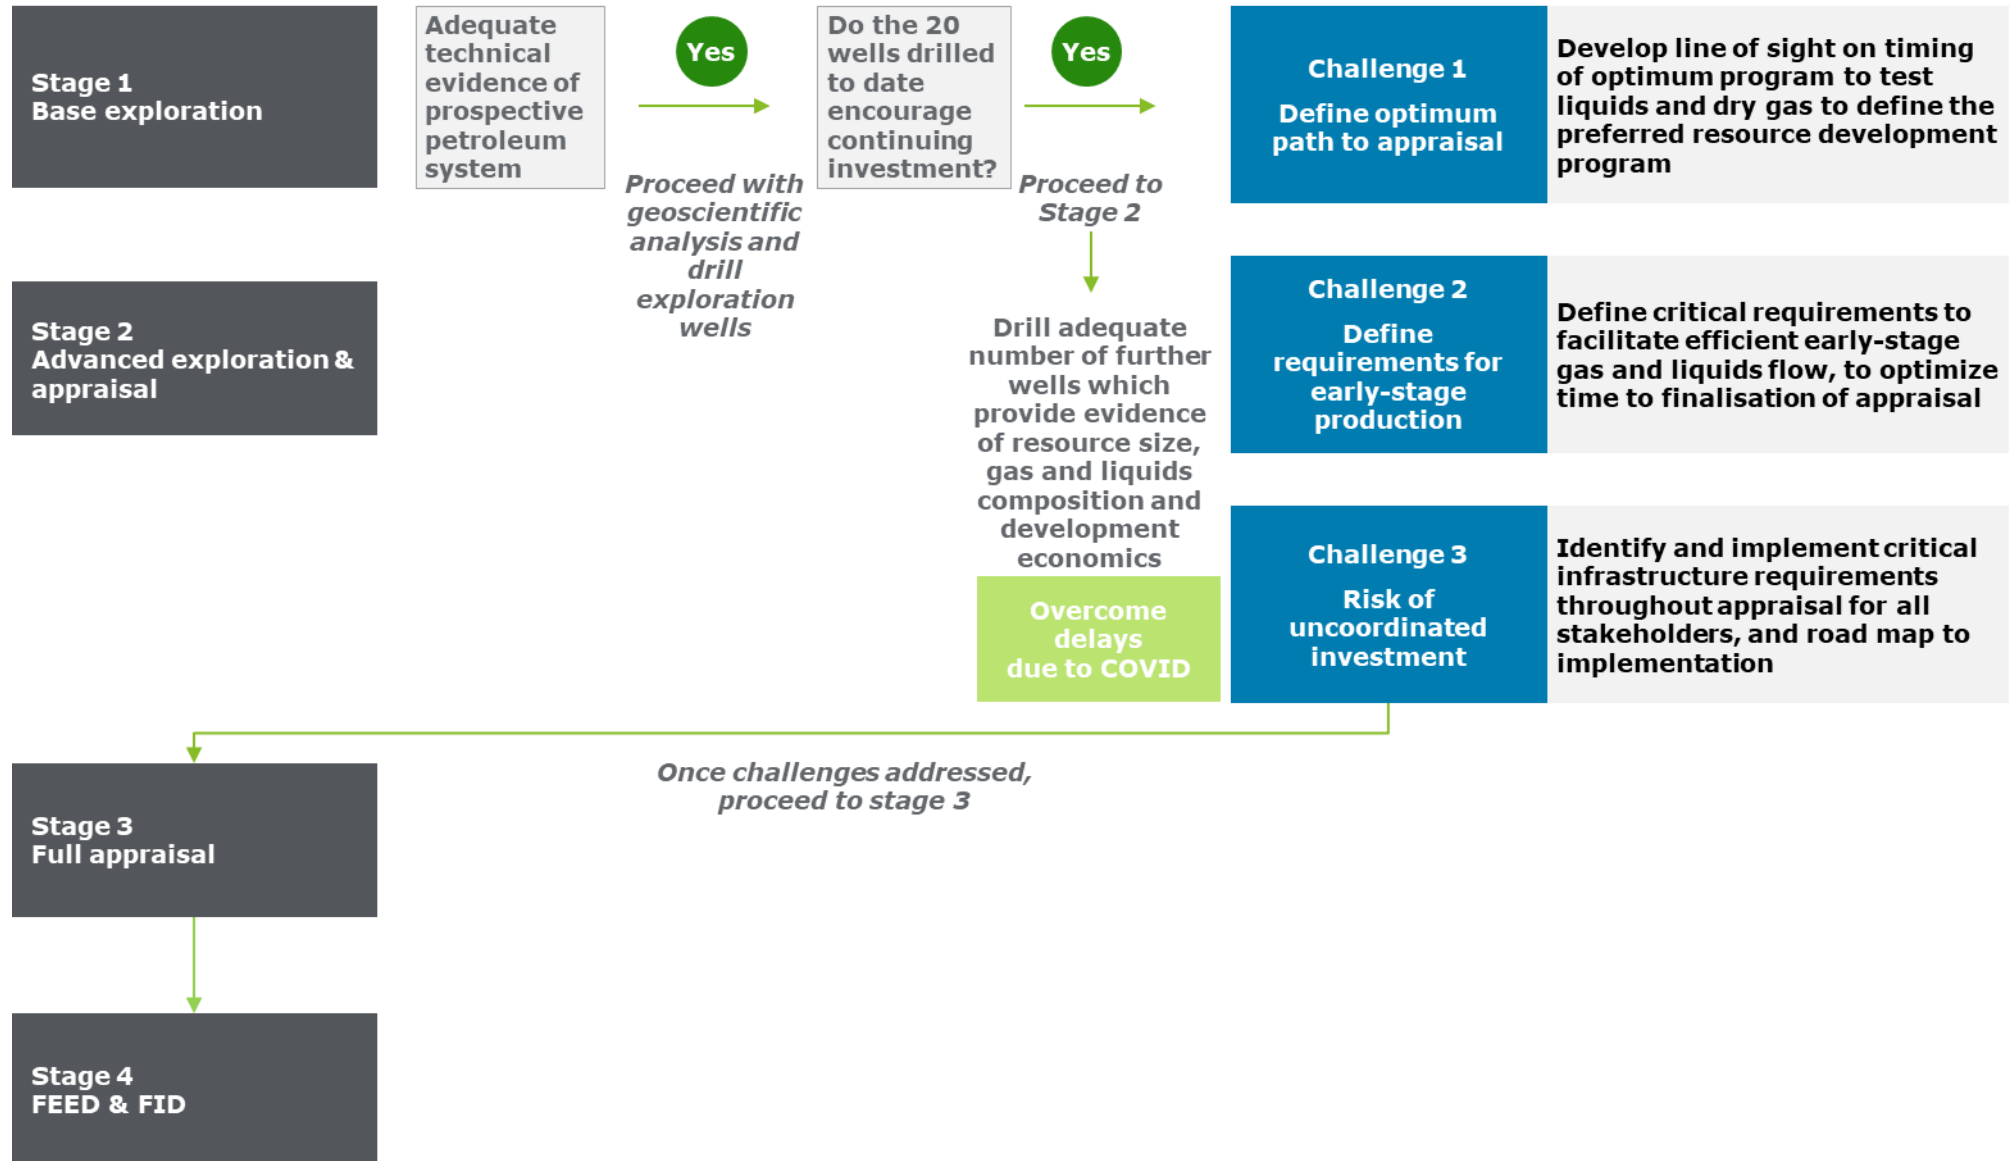 Stage 1
Base exploration
Adequate
technical
evidence of
prospective
petroleum
system
Yes
Proceed with
geoscientific
analysis and
drill
exploration
wells
Do the 20
wells drilled
to date
encourage
continuing
investment?
Yes
Proceed to
Stage 2
Challenge 1
Define optimum
path to appraisal
Develop line of sight on timing
of optimum program to test
liquids and dry gas to define the
preferred resource development
program
Stage 2
Advanced exploration &
appraisal
Drill adequate
number of further
wells which
provide evidence
of resource size,
gas and liquids
composition and
development
economics
Overcome
delays
due to COVID
Challenge 2
Define
requirements for
early-stage
production
Define critical requirements to
facilitate efficient early-stage
gas and liquids flow, to optimize
time to finalisation of appraisal
Challenge 3
Risk of
uncoordinated
investment
Identify and implement critical
infrastructure requirements
throughout appraisal for all
stakeholders, and road map to
implementation
Once challenges addressed,
proceed to stage 3
Stage 3
Full appraisal
Stage 4
FEED & FID